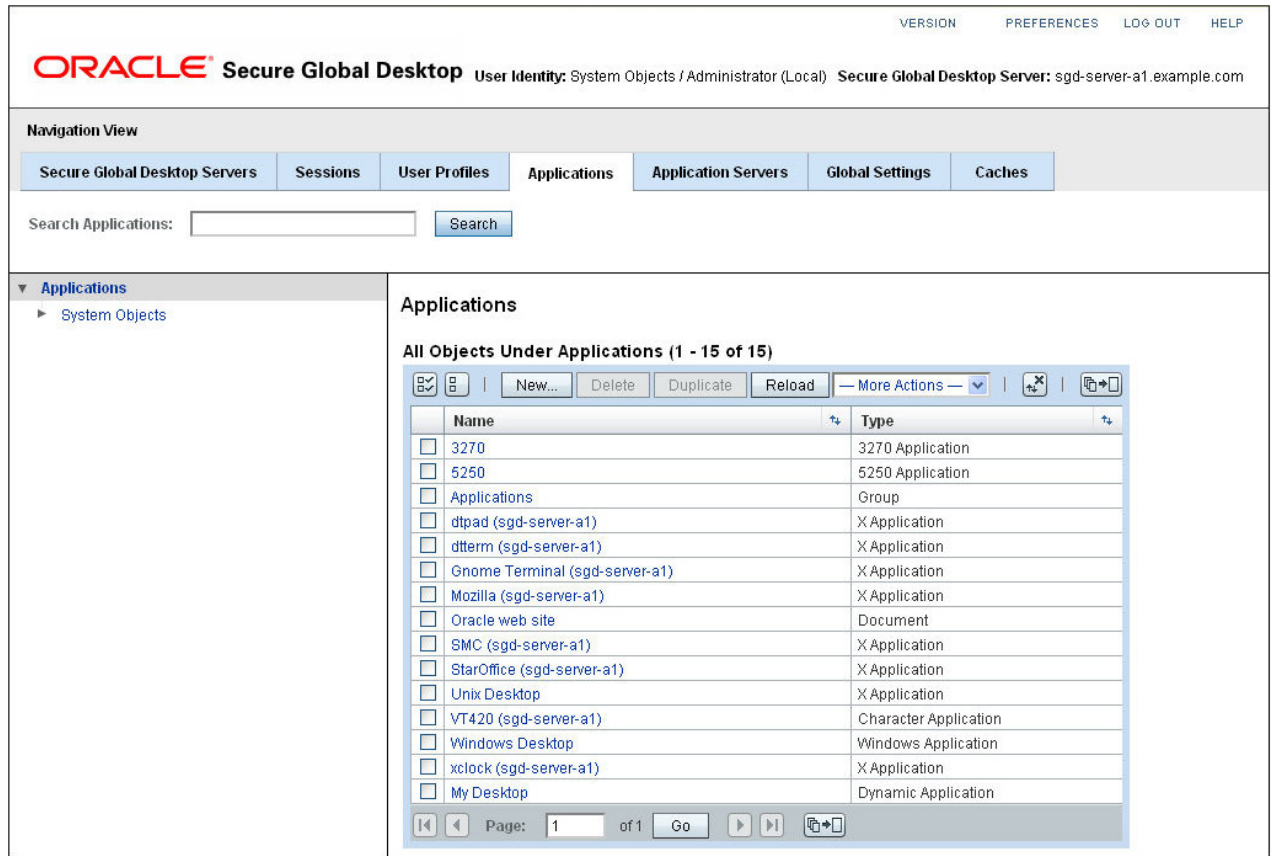 VERSION PREFERENCES LOG OUT HELP
ORACLE Secure Global Desktop User Identity: System Objects / Administrator (Local) Secure Global Desktop Server: sgd-server-a1.example.com
Navigation View
Secure Global Desktop Servers Sessions User Profiles Applications Application Servers Global Settings Caches
Search Applications: Search
Applications
System Objects
Applications
All Objects Under Applications (1 - 15 of 15)
New... Delete Duplicate Reload — More Actions —
Name Type
3270 3270 Application
5250 5250 Application
Applications Group
dtpad (sgd-server-a1) X Application
dtterm (sgd-server-a1) X Application
Gnome Terminal (sgd-server-a1) X Application
Mozilla (sgd-server-a1) X Application
Oracle web site Document
SMC (sgd-server-a1) X Application
StarOffice (sgd-server-a1) X Application
Unix Desktop X Application
VT420 (sgd-server-a1) Character Application
Windows Desktop Windows Application
xclock (sgd-server-a1) X Application
My Desktop Dynamic Application
Page: 1 of 1 Go